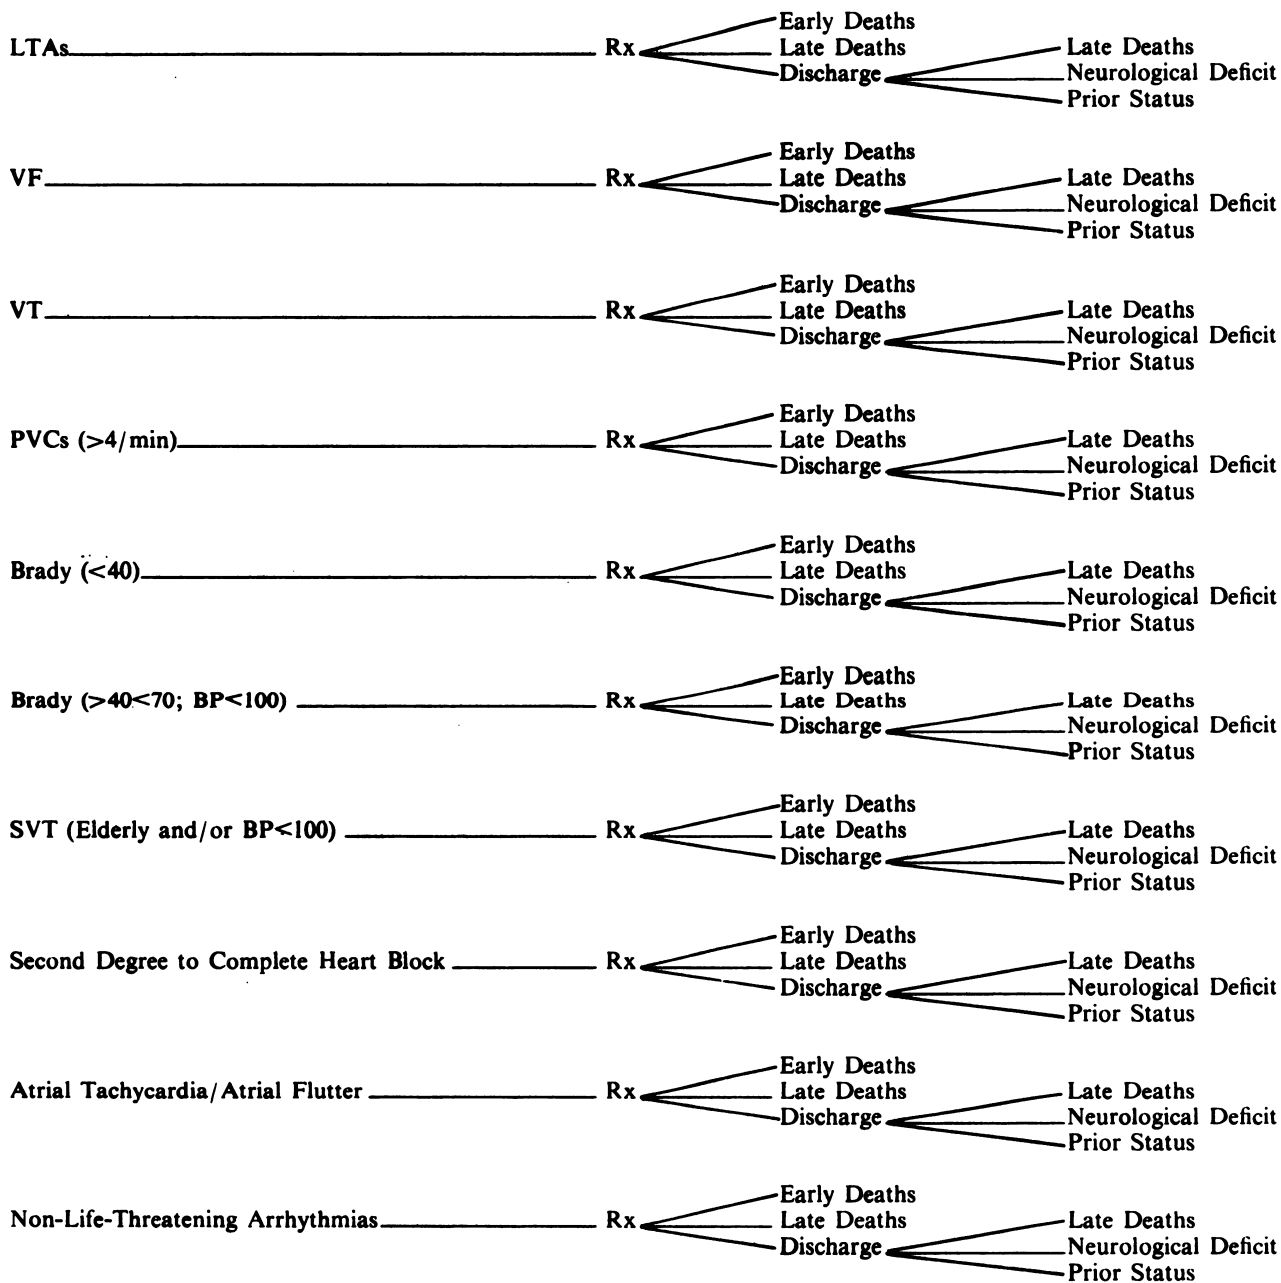 Early Deaths
LTAs Rx Late Deaths Late Deaths
Discharge Neurological Deficit
Prior Status
Early Deaths
VF Rx Late Deaths Late Deaths
Discharge Neurological Deficit
Prior Status
Early Deaths
VT Rx Late Deaths Late Deaths
Discharge Neurological Deficit
Prior Status
Early Deaths
PVCs (>4/min) Rx Late Deaths Late Deaths
Discharge Neurological Deficit
Prior Status
Early Deaths
Brady (<40) Rx Late Deaths Late Deaths
Discharge Neurological Deficit
Prior Status
Early Deaths
Brady (>40<70; BP<100) Rx Late Deaths Late Deaths
Discharge Neurological Deficit
Prior Status
Early Deaths
SVT (Elderly and/or BP<100) Rx Late Deaths Late Deaths
Discharge Neurological Deficit
Prior Status
Early Deaths
Second Degree to Complete Heart Block Rx Late Deaths Late Deaths
Discharge Neurological Deficit
Prior Status
Early Deaths
Atrial Tachycardia/Atrial Flutter Rx Late Deaths Late Deaths
Discharge Neurological Deficit
Prior Status
Early Deaths
Non-Life-Threatening Arrhythmias Rx Late Deaths Late Deaths
Discharge Neurological Deficit
Prior Status